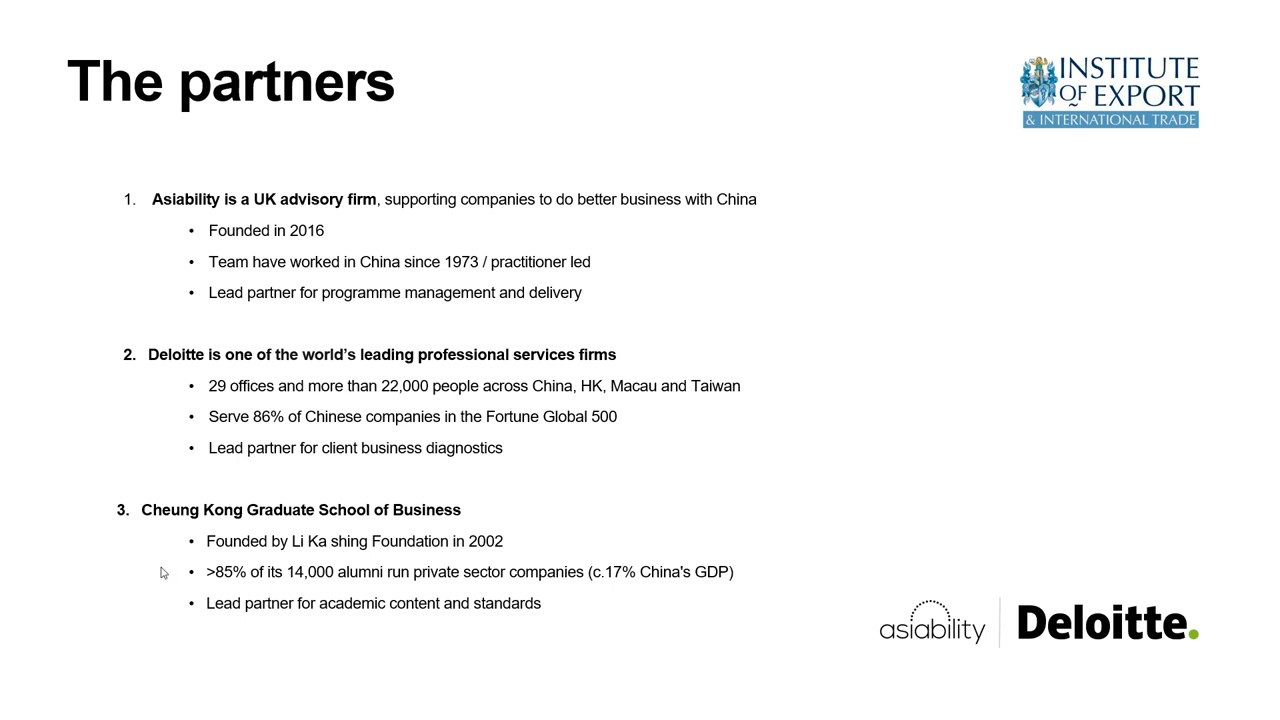 The partners
INSTITUTE
OF EXPORT
& INTERNATIONAL TRADE
1. Asiability is a UK advisory firm, supporting companies to do better business with China
• Founded in 2016
• Team have worked in China since 1973 / practitioner led
• Lead partner for programme management and delivery
2. Deloitte is one of the world’s leading professional services firms
• 29 offices and more than 22,000 people across China, HK, Macau and Taiwan
• Serve 86% of Chinese companies in the Fortune Global 500
• Lead partner for client business diagnostics
3. Cheung Kong Graduate School of Business
• Founded by Li Ka shing Foundation in 2002
• >85% of its 14,000 alumni run private sector companies (c.17% China's GDP)
• Lead partner for academic content and standards
asiability
Deloitte.